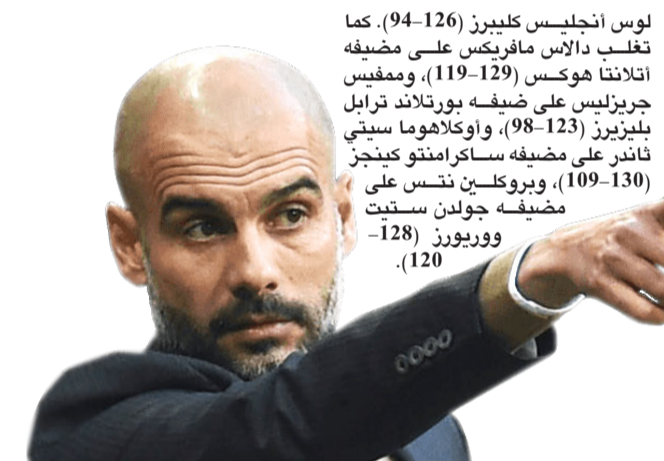 لوس أنجليس كليبرز (126–94). كما
تغلب دالاس مافريكس على مضيفه
أتلانتا هوكس (129–119)، وممفيس
جريزليس على ضيفه بورتلاند ترابل
بليزيرز (123–98)، وأوكلاهوما سيتي
ثاندر على مضيفه ساكرامنتو كينجز
(130–109)، وبروكلين نتس على
مضيفه جولدن ستيت
ووريورز (128–
120).